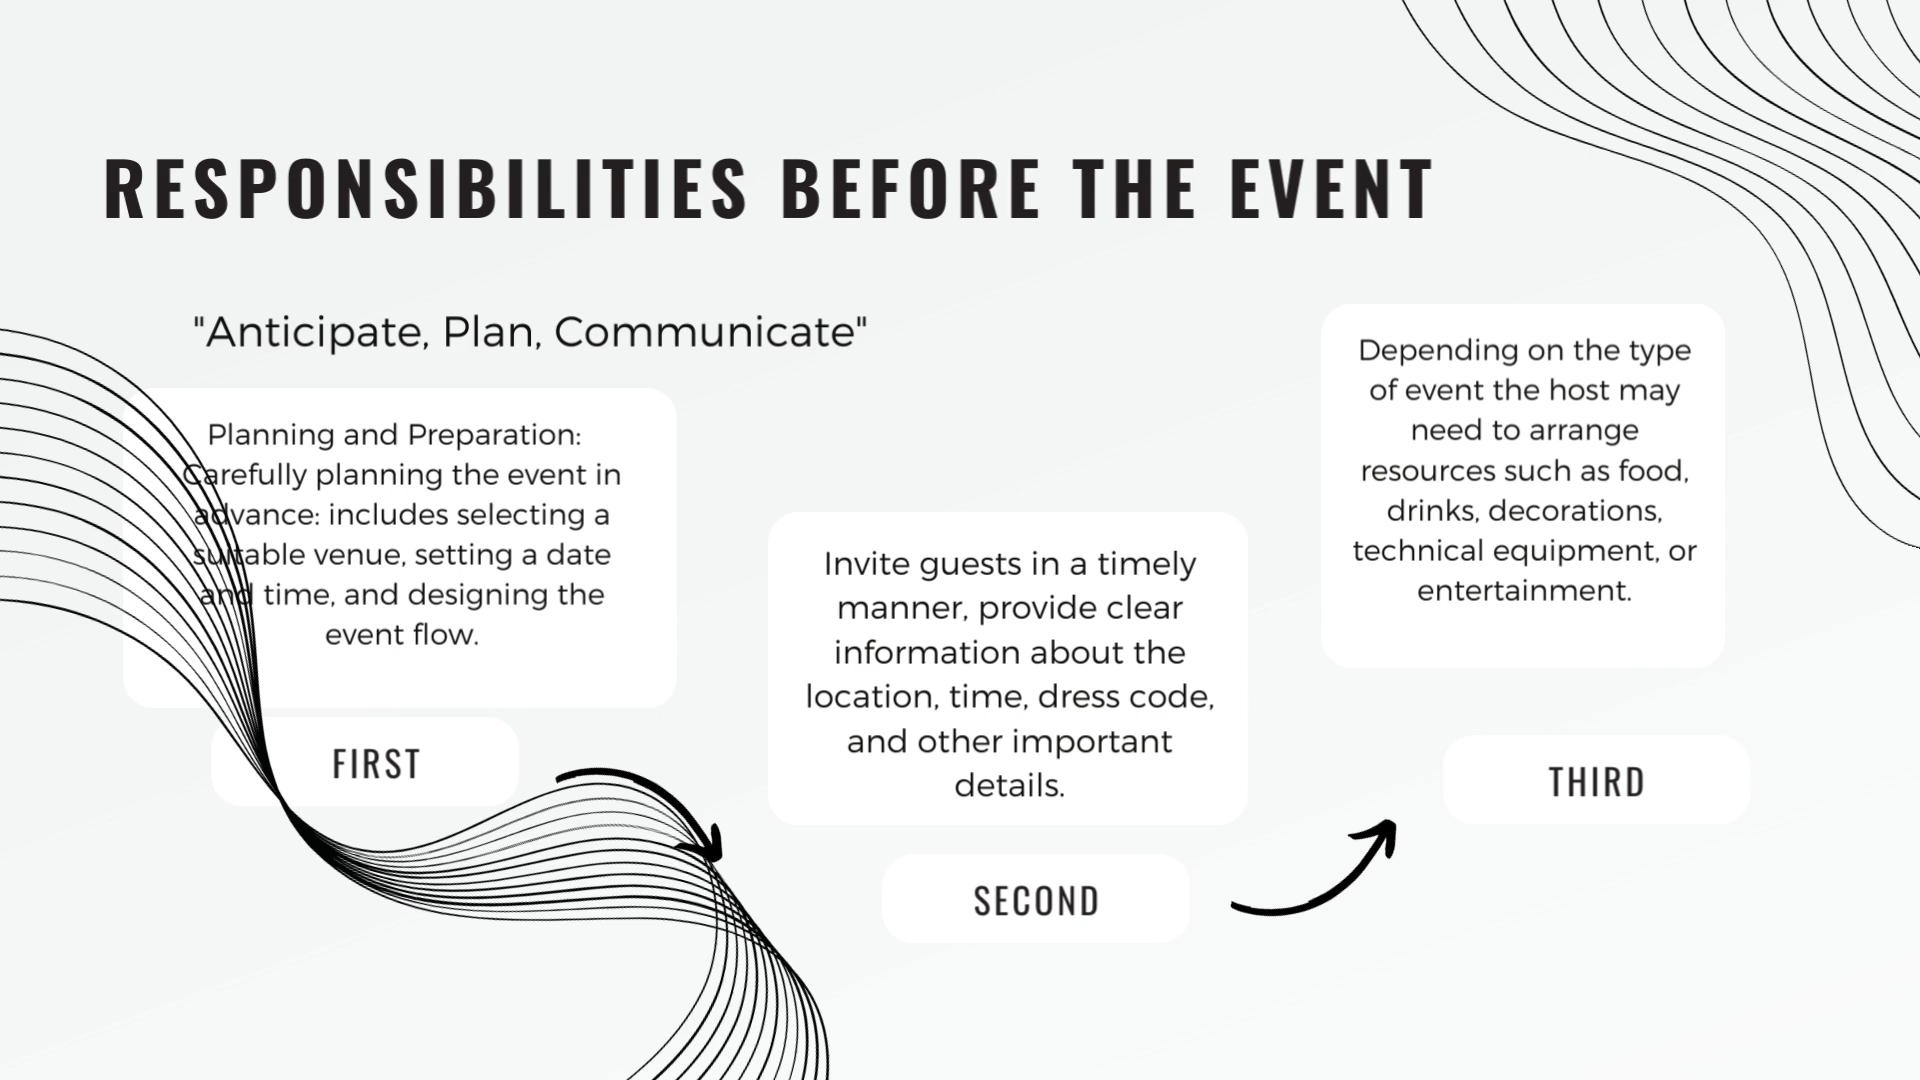 RESPONSIBILITIES BEFORE THE EVENT
"Anticipate, Plan, Communicate"
Planning and Preparation:
Carefully planning the event in
advance: includes selecting a
suitable venue, setting a date
and time, and designing the
event flow.
FIRST
Invite guests in a timely
manner, provide clear
information about the
location, time, dress code,
and other important
details.
SECOND
Depending on the type
of event the host may
need to arrange
resources such as food,
drinks, decorations,
technical equipment, or
entertainment.
THIRD